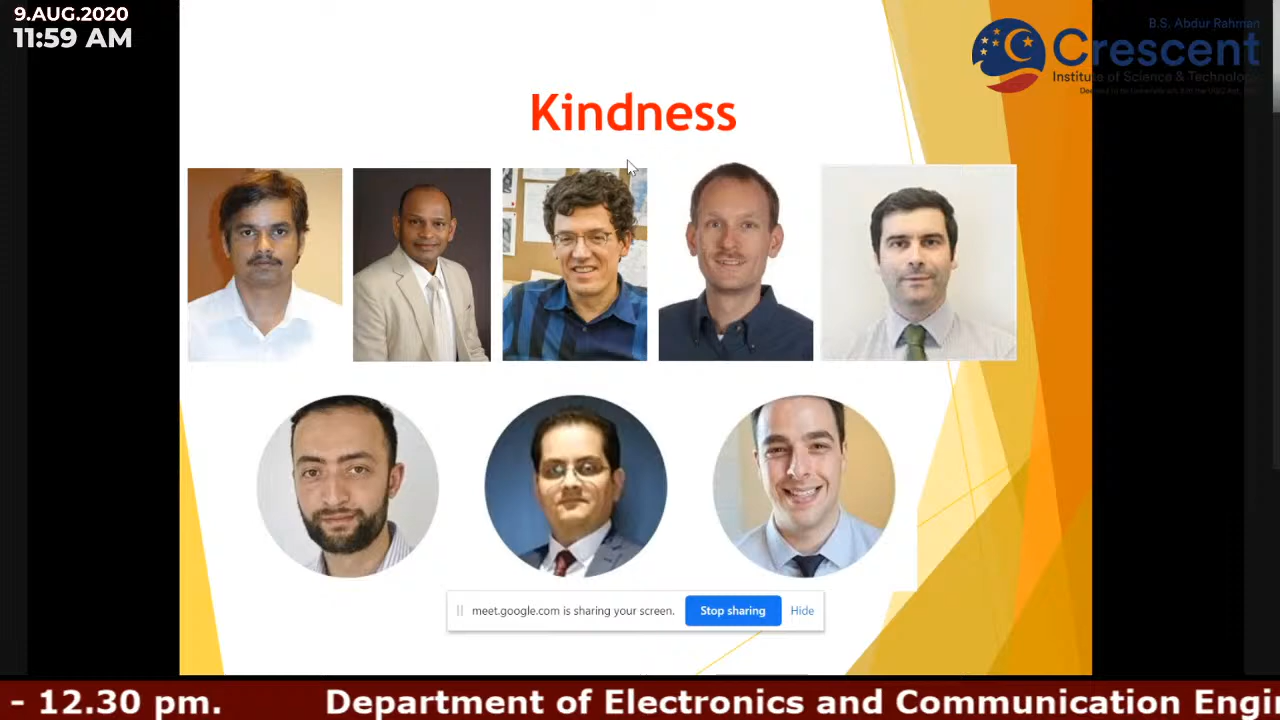 9.AUG.2020
11:59 AM
B.S. Abdur Rahman
Crescent
Institute of Science & Technology
Kindness
meet.google.com is sharing your screen.
Stop sharing
Hide
- 12.30 pm. Department of Electronics and Communication Engi